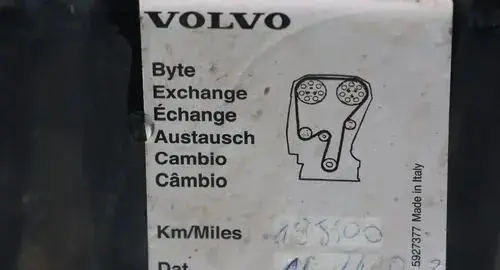 VOLVO
Byte
Exchange
Échange
Austausch
Cambio
Câmbio
Km/Miles
Dat
5927377 Made in Italy